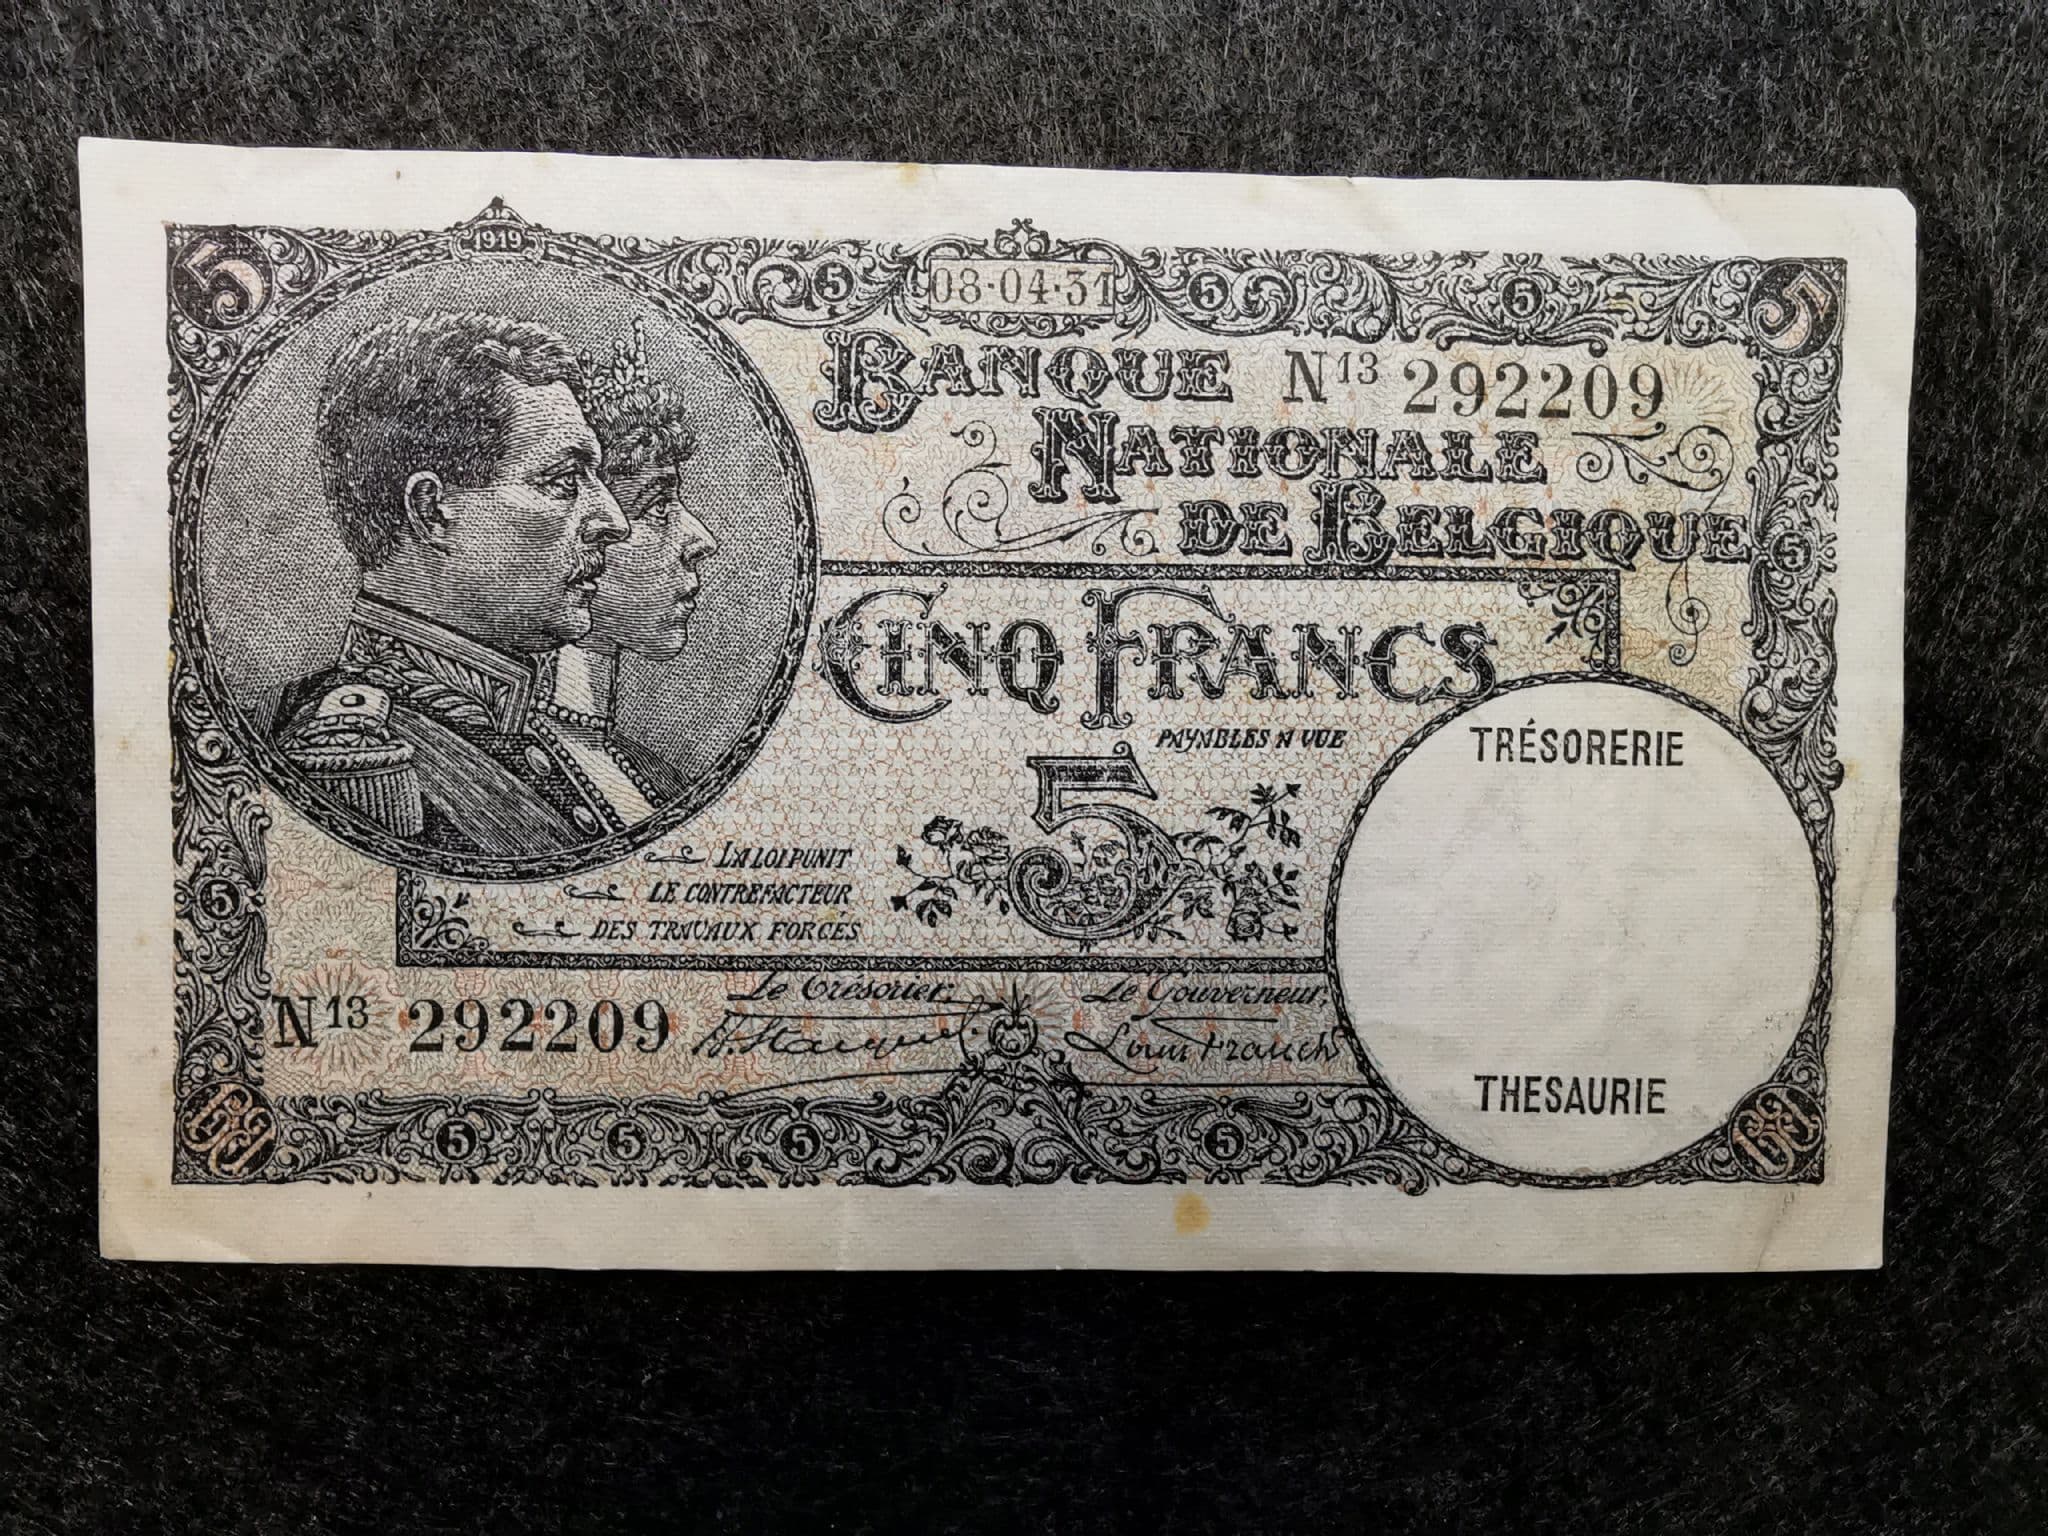 5
1919
5
08·04·31
5
5
5
BANQUE N13 292209
NATIONALE
DE BELGIQUE
5
CINQ FRANCS
PAYABLES A VUE
TRÉSORERIE
5
LA LOI PUNIT
LE CONTREFACTEUR
DES TRAVAUX FORCÉS
5
Le Trésorier,
Le Gouverneur,
N13 292209
Louis Franck
THESAURIE
5
5
5
5